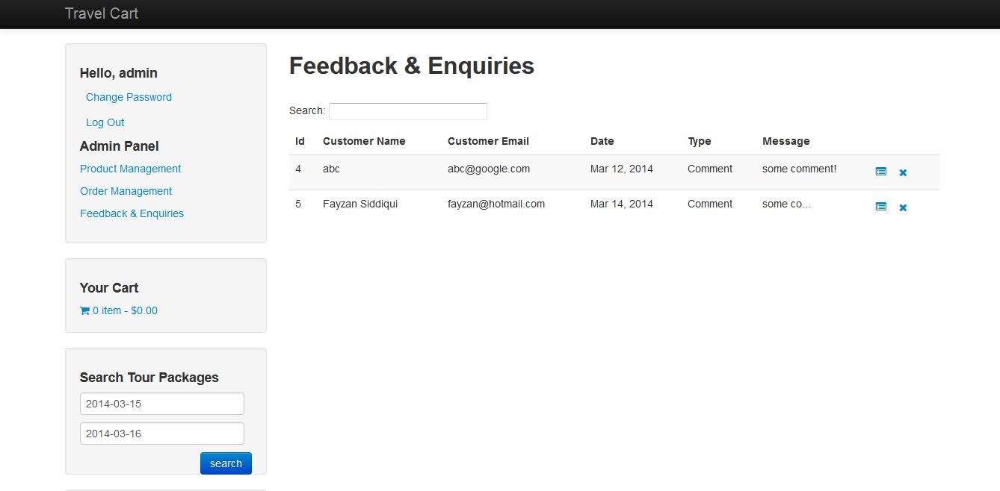 Travel Cart
Hello, admin
Change Password
Log Out
Admin Panel
Product Management
Order Management
Feedback & Enquiries
Your Cart
0 item - $0.00
Search Tour Packages
2014-03-15
2014-03-16
search
Feedback & Enquiries
Search:
Id Customer Name Customer Email Date Type Message
4 abc abc@google.com Mar 12, 2014 Comment some comment!
5 Fayzan Siddiqui fayzan@hotmail.com Mar 14, 2014 Comment some co...